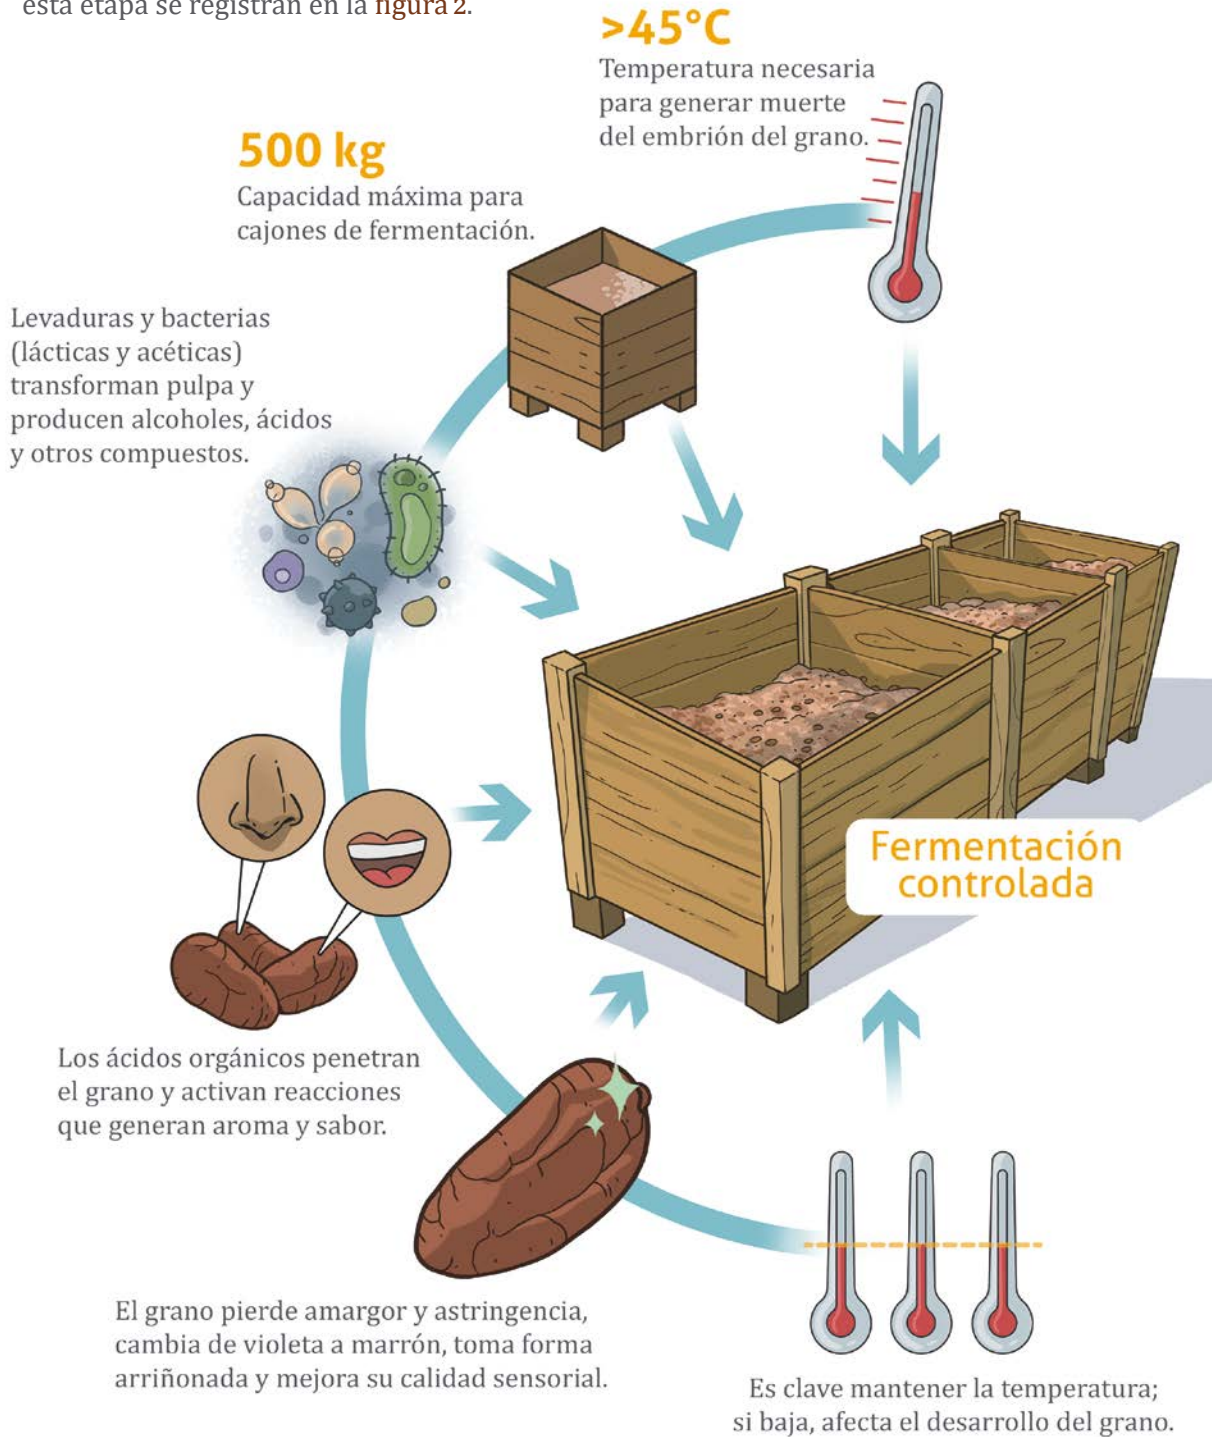 esta etapa se registran en la figura 2.
>45°C
Temperatura necesaria
para generar muerte
del embrión del grano.
500 kg
Capacidad máxima para
cajones de fermentación.
Levaduras y bacterias
(lácticas y acéticas)
transforman pulpa y
producen alcoholes, ácidos
y otros compuestos.
Fermentación
controlada
Los ácidos orgánicos penetran
el grano y activan reacciones
que generan aroma y sabor.
El grano pierde amargor y astringencia,
cambia de violeta a marrón, toma forma
arriñonada y mejora su calidad sensorial.
Es clave mantener la temperatura;
si baja, afecta el desarrollo del grano.